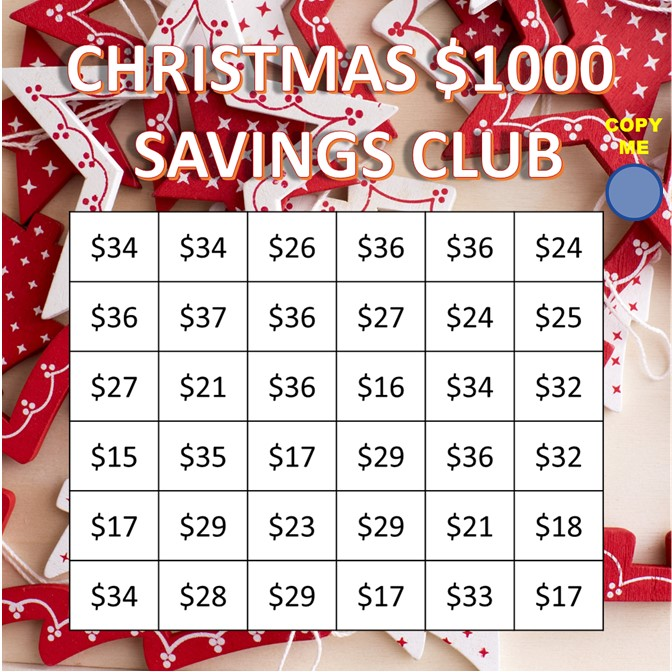 CHRISTMAS $1000
SAVINGS CLUB
COPY
ME
$34 $34 $26 $36 $36 $24
$36 $37 $36 $27 $24 $25
$27 $21 $36 $16 $34 $32
$15 $35 $17 $29 $36 $32
$17 $29 $23 $29 $21 $18
$34 $28 $29 $17 $33 $17